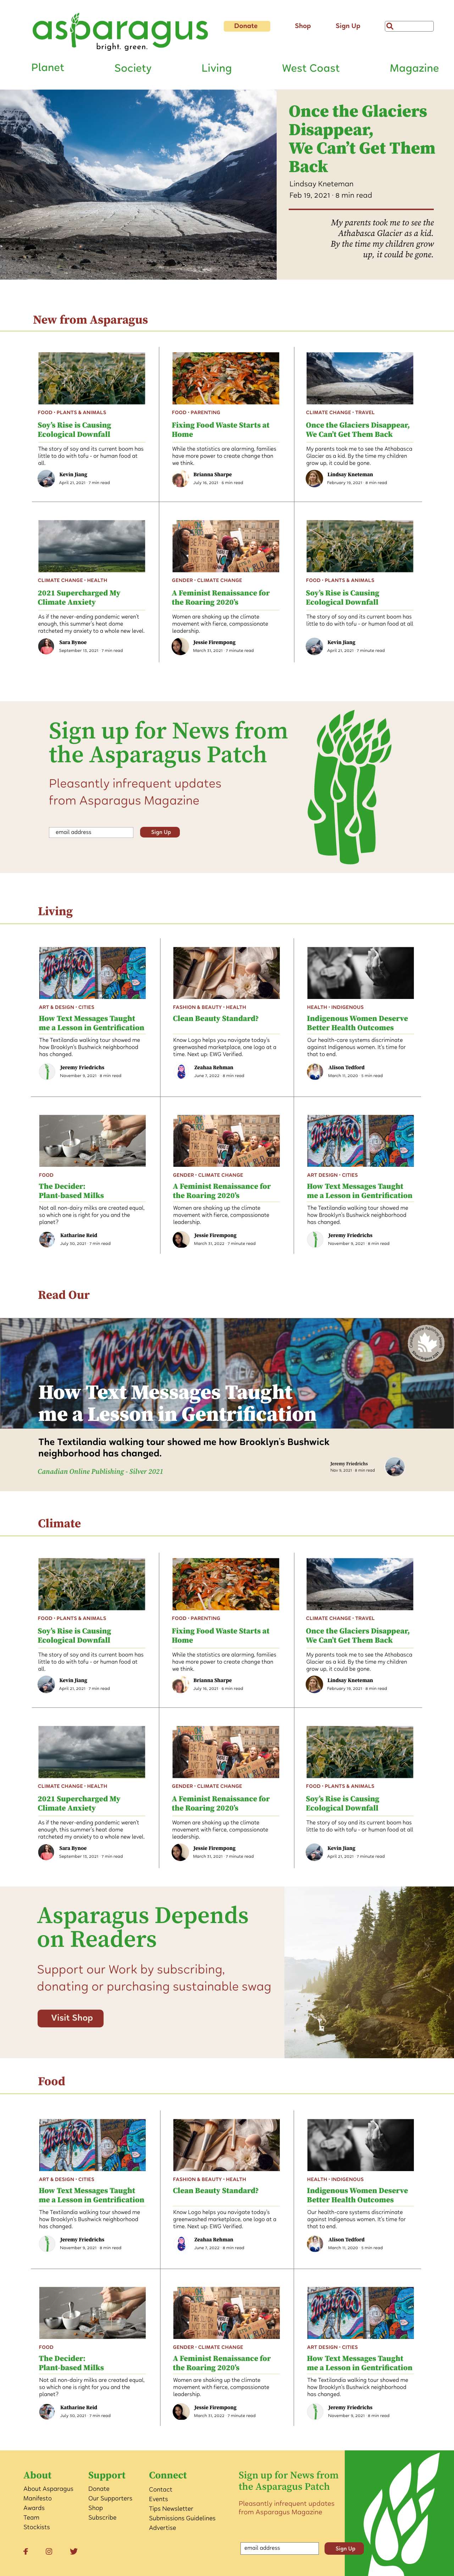 asparagus
bright. green.
Donate
Shop
Sign Up
Planet
Society
Living
West Coast
Magazine
Once the Glaciers
Disappear,
We Can't Get Them
Back
Lindsay Kneteman
Feb 19, 2021 · 8 min read
My parents took me to see the
Athabasca Glacier as a kid.
By the time my children grow
up, it could be gone.
New from Asparagus
FOOD · PLANTS & ANIMALS
Soy's Rise is Causing
Ecological Downfall
The story of soy and its current boom has
little to do with tofu - or human food at
all.
Kevin Jiang
April 21, 2021 7 min read
FOOD · PARENTING
Fixing Food Waste Starts at
Home
While the statistics are alarming, families
have more power to create change than
we think.
Brianna Sharpe
July 16, 2021 6 min read
CLIMATE CHANGE · TRAVEL
Once the Glaciers Disappear,
We Can't Get Them Back
My parents took me to see the Athabasca
Glacier as a kid. By the time my children
grow up, it could be gone.
Lindsay Kneteman
February 19, 2021 8 min read
CLIMATE CHANGE · HEALTH
2021 Supercharged My
Climate Anxiety
As if the never-ending pandemic weren't
enough, this summer's heat dome
ratcheted my anxiety to a whole new level.
Sara Bynoe
September 15, 2021 7 min read
GENDER · CLIMATE CHANGE
A Feminist Renaissance for
the Roaring 2020's
Women are stoking up the climate
movement with fierce, compassionate
leadership.
Jessie Firempong
March 31, 2021 7 minute read
FOOD · PLANTS & ANIMALS
Soy's Rise is Causing
Ecological Downfall
The story of soy and its current boom has
little to do with tofu - or human food at all
Kevin Jiang
April 21, 2021 7 minute read
Sign up for News from
the Asparagus Patch
Pleasantly infrequent updates
from Asparagus Magazine
email address
Sign Up
Living
ART & DESIGN · CITIES
How Text Messages Taught
me a Lesson in Gentrification
The Textilandia walking tour showed me
how Brooklyn's Bushwick neighborhood
has changed.
Jeremy Friedrichs
November 9, 2021 8 min read
FASHION & BEAUTY · HEALTH
Clean Beauty Standard?
Know Logo helps you navigate today's
greenwashed marketplace, one logo at a
time. Next up: EWG Verified.
Zeahaa Rehman
June 7, 2022 8 min read
HEALTH · INDIGENOUS
Indigenous Women Deserve
Better Health Outcomes
Our health-care systems discriminate
against Indigenous women. It's time for
that to end.
Alison Tedford
March 11, 2020 5 min read
FOOD
The Decider:
Plant-based Milks
Not all non-dairy milks are created equal,
so which one is right for you and the
planet?
Katharine Reid
July 30, 2021 7 min read
GENDER · CLIMATE CHANGE
A Feminist Renaissance for
the Roaring 2020's
Women are shaking up the climate
movement with fierce, compassionate
leadership.
Jessie Firempong
March 31, 2022 7 minute read
ART DESIGN · CITIES
How Text Messages Taught
me a Lesson in Gentrification
The Textilandia walking tour showed me
how Brooklyn's Bushwick neighborhood
has changed.
Jeremy Friedrichs
November 9, 2021 8 min read
Read Our
How Text Messages Taught
me a Lesson in Gentrification
The Textilandia walking tour showed me how Brooklyn's Bushwick
neighborhood has changed.
Canadian Online Publishing - Silver 2021
Jeremy Friedrichs
Nov 9, 2021 8 min read
Climate
FOOD · PLANTS & ANIMALS
Soy's Rise is Causing
Ecological Downfall
The story of soy and its current boom has
little to do with tofu - or human food at
all.
Kevin Jiang
April 21, 2021 7 min read
FOOD · PARENTING
Fixing Food Waste Starts at
Home
While the statistics are alarming, families
have more power to create change than
we think.
Brianna Sharpe
July 16, 2021 6 min read
CLIMATE CHANGE · TRAVEL
Once the Glaciers Disappear,
We Can't Get Them Back
My parents took me to see the Athabasca
Glacier as a kid. By the time my children
grow up, it could be gone.
Lindsay Kneteman
February 19, 2021 8 min read
CLIMATE CHANGE · HEALTH
2021 Supercharged My
Climate Anxiety
As if the never-ending pandemic weren't
enough, this summer's heat dome
ratcheted my anxiety to a whole new level.
Sara Bynoe
September 15, 2021 7 min read
GENDER · CLIMATE CHANGE
A Feminist Renaissance for
the Roaring 2020's
Women are shaking up the climate
movement with fierce, compassionate
leadership.
Jessie Firempong
March 31, 2021 7 minute read
FOOD · PLANTS & ANIMALS
Soy's Rise is Causing
Ecological Downfall
The story of soy and its current boom has
little to do with tofu - or human food at all
Kevin Jiang
April 21, 2021 7 minute read
Asparagus Depends
on Readers
Support our Work by subscribing,
donating or purchasing sustainable swag
Visit Shop
Food
ART & DESIGN · CITIES
How Text Messages Taught
me a Lesson in Gentrification
The Textilandia walking tour showed me
how Brooklyn's Bushwick neighborhood
has changed.
Jeremy Friedrichs
November 9, 2021 8 min read
FASHION & BEAUTY · HEALTH
Clean Beauty Standard?
Know Logo helps you navigate today's
greenwashed marketplace, one logo at a
time. Next up: EWG Verified.
Zeahaa Rehman
June 7, 2022 8 min read
HEALTH · INDIGENOUS
Indigenous Women Deserve
Better Health Outcomes
Our health-care systems discriminate
against Indigenous women. It's time for
that to end.
Alison Tedford
March 11, 2020 5 min read
FOOD
The Decider:
Plant-based Milks
Not all non-dairy milks are created equal,
so which one is right for you and the
planet?
Katharine Reid
July 30, 2021 7 min read
GENDER · CLIMATE CHANGE
A Feminist Renaissance for
the Roaring 2020's
Women are shaking up the climate
movement with fierce, compassionate
leadership.
Jessie Firempong
March 31, 2022 7 minute read
ART DESIGN · CITIES
How Text Messages Taught
me a Lesson in Gentrification
The Textilandia walking tour showed me
how Brooklyn's Bushwick neighborhood
has changed.
Jeremy Friedrichs
November 9, 2021 8 min read
About
About Asparagus
Manifesto
Awards
Team
Stockists
Support
Donate
Our Supporters
Shop
Subscribe
Connect
Contact
Events
Tips Newsletter
Submissions Guidelines
Advertise
Sign up for News from
the Asparagus Patch
Pleasantly infrequent updates
from Asparagus Magazine
email address
Sign Up